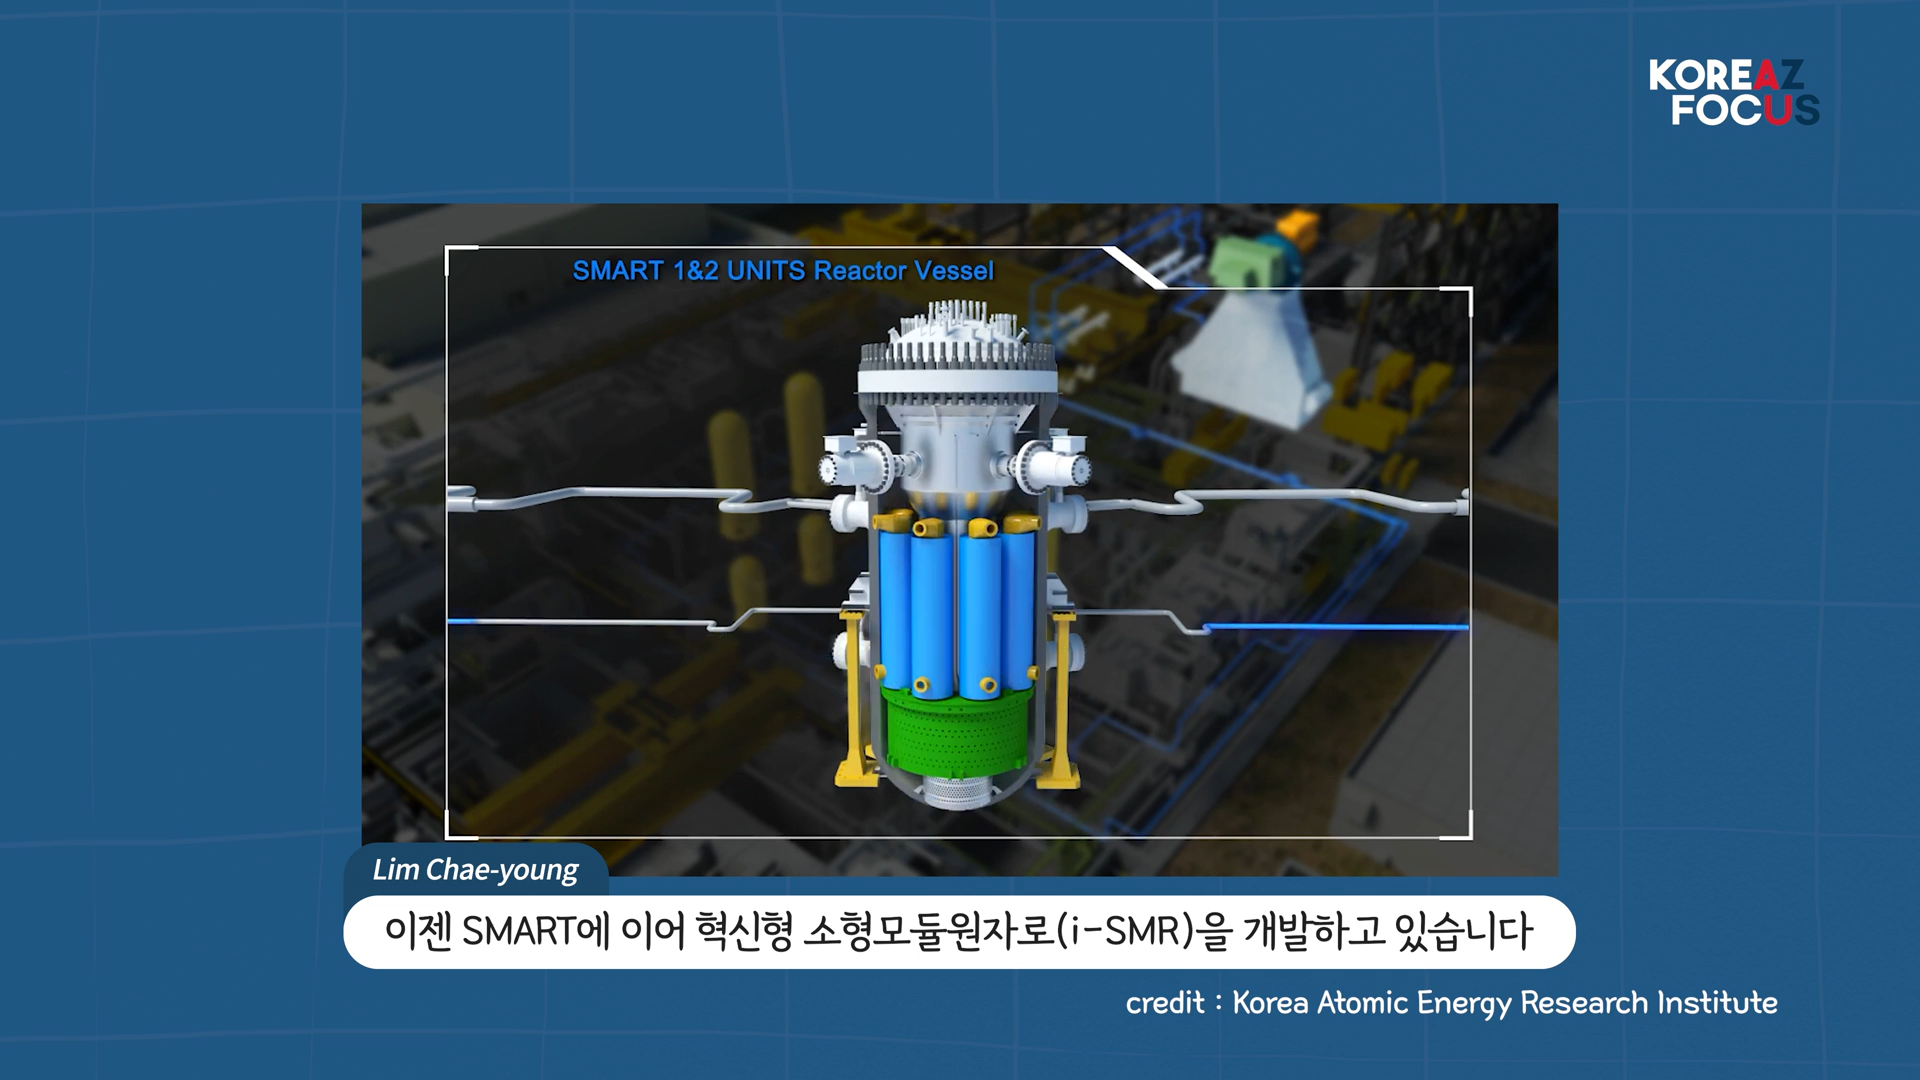 KOREAZ
FOCUS
SMART 1&2 UNITS Reactor Vessel
Lim Chae-young
이젠 SMART에 이어 혁신형 소형모듈원자로(i-SMR)을 개발하고 있습니다
credit : Korea Atomic Energy Research Institute